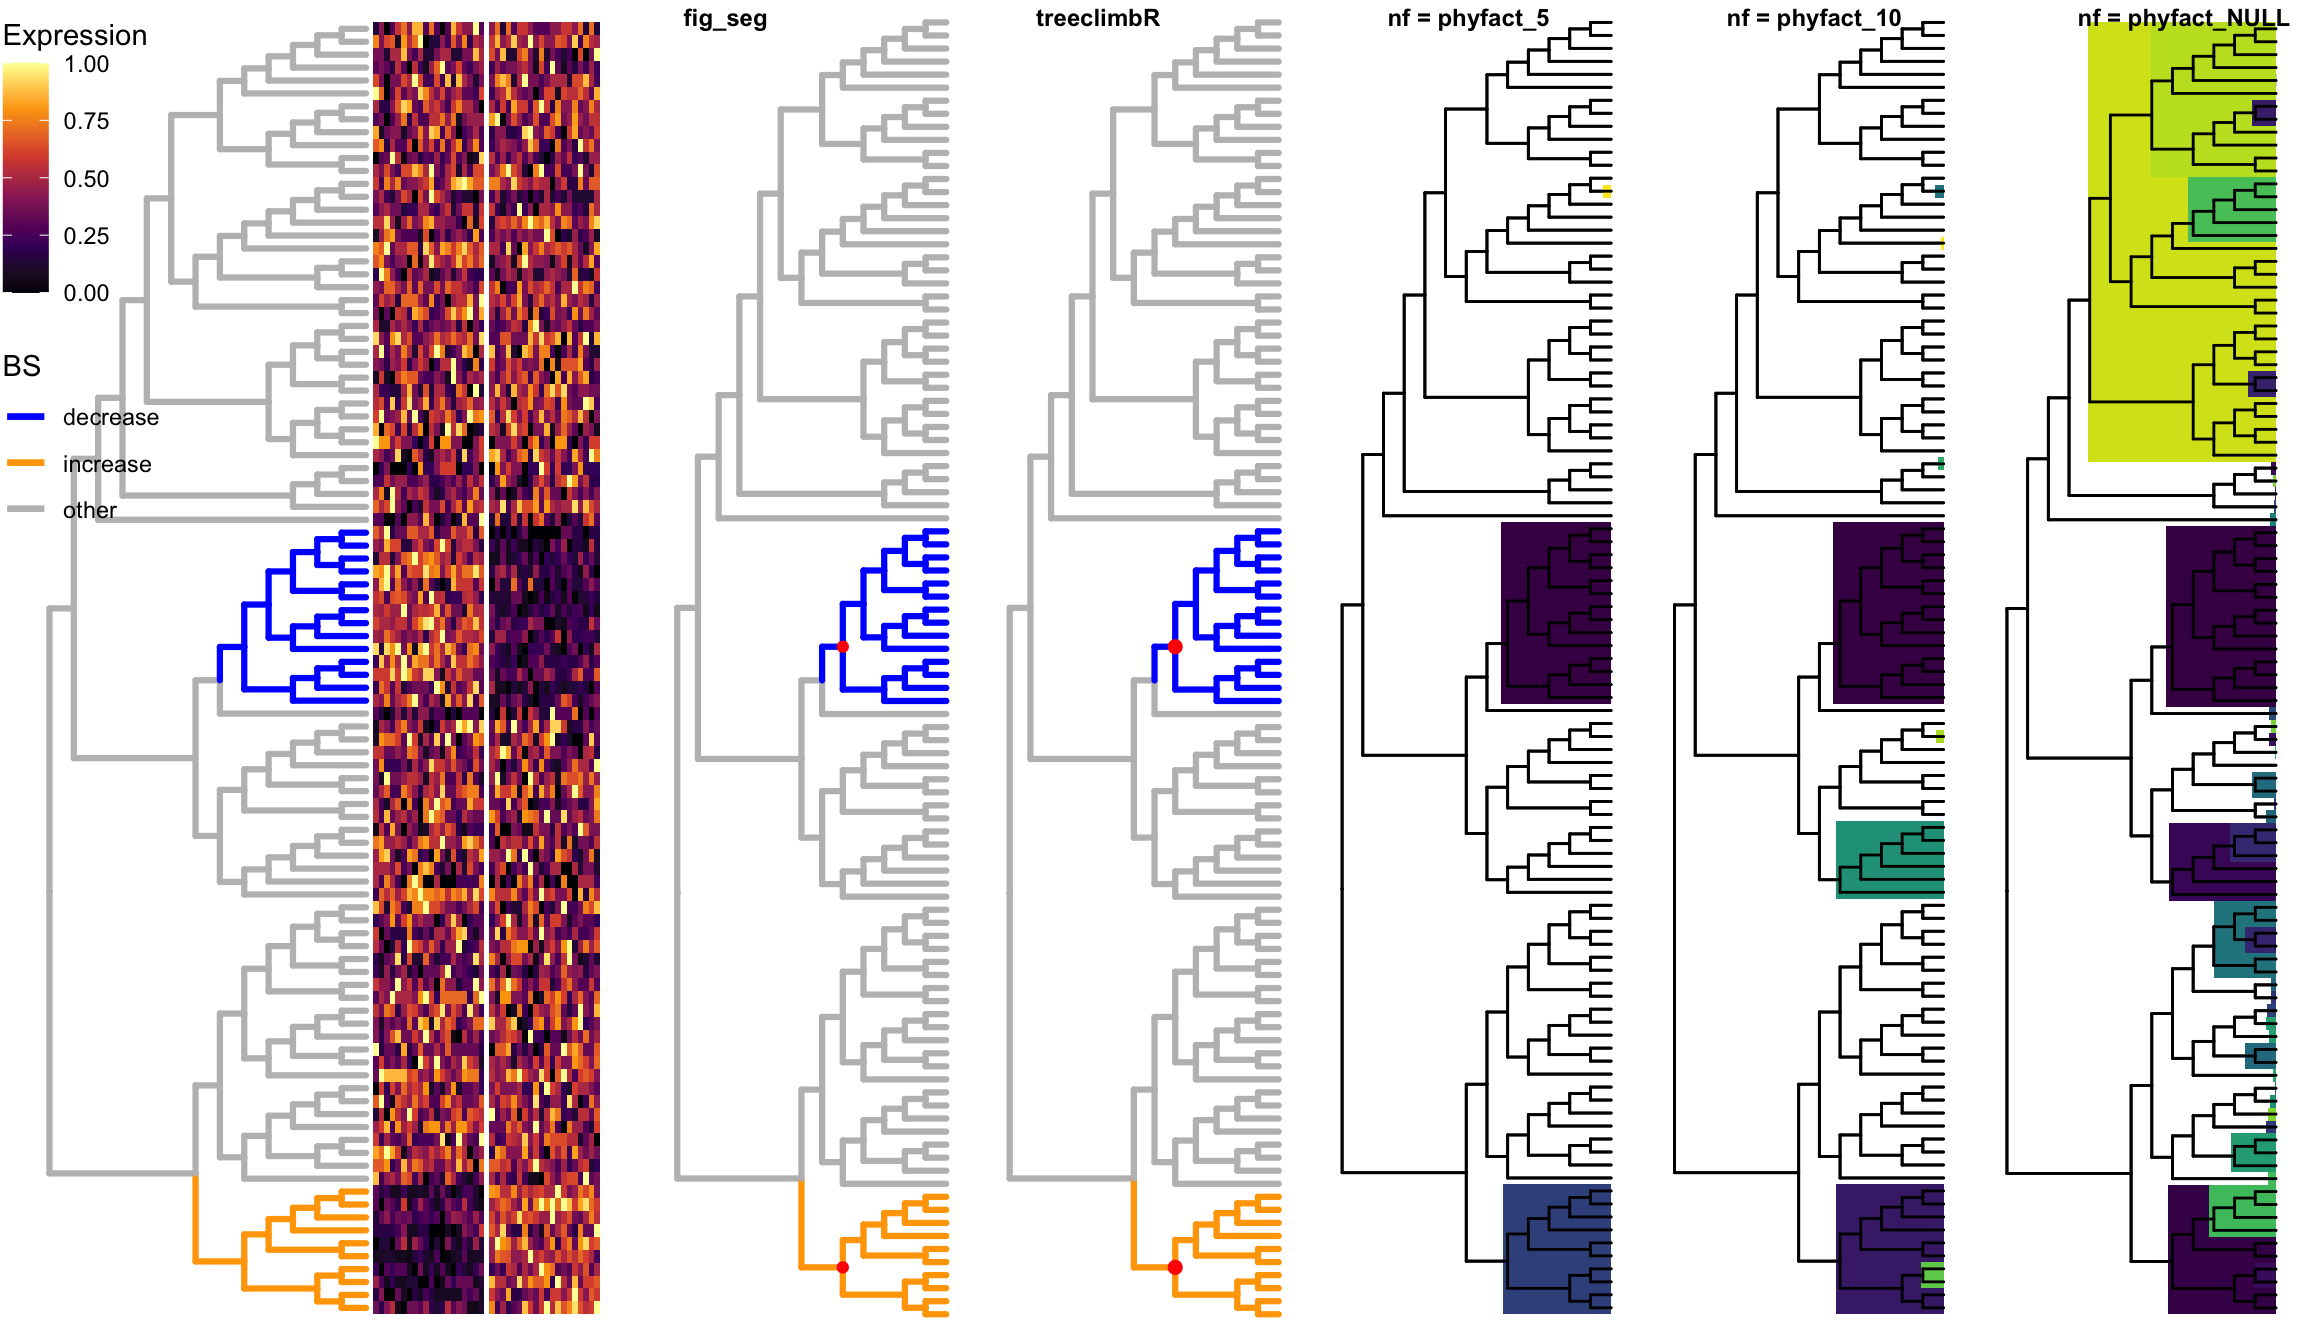 fig_seg
treeclimbR
nf = phyfact_5
nf = phyfact_10
nf = phyfact_NULL
Expression
1.00
0.75
0.50
0.25
0.00
BS
decrease
increase
other